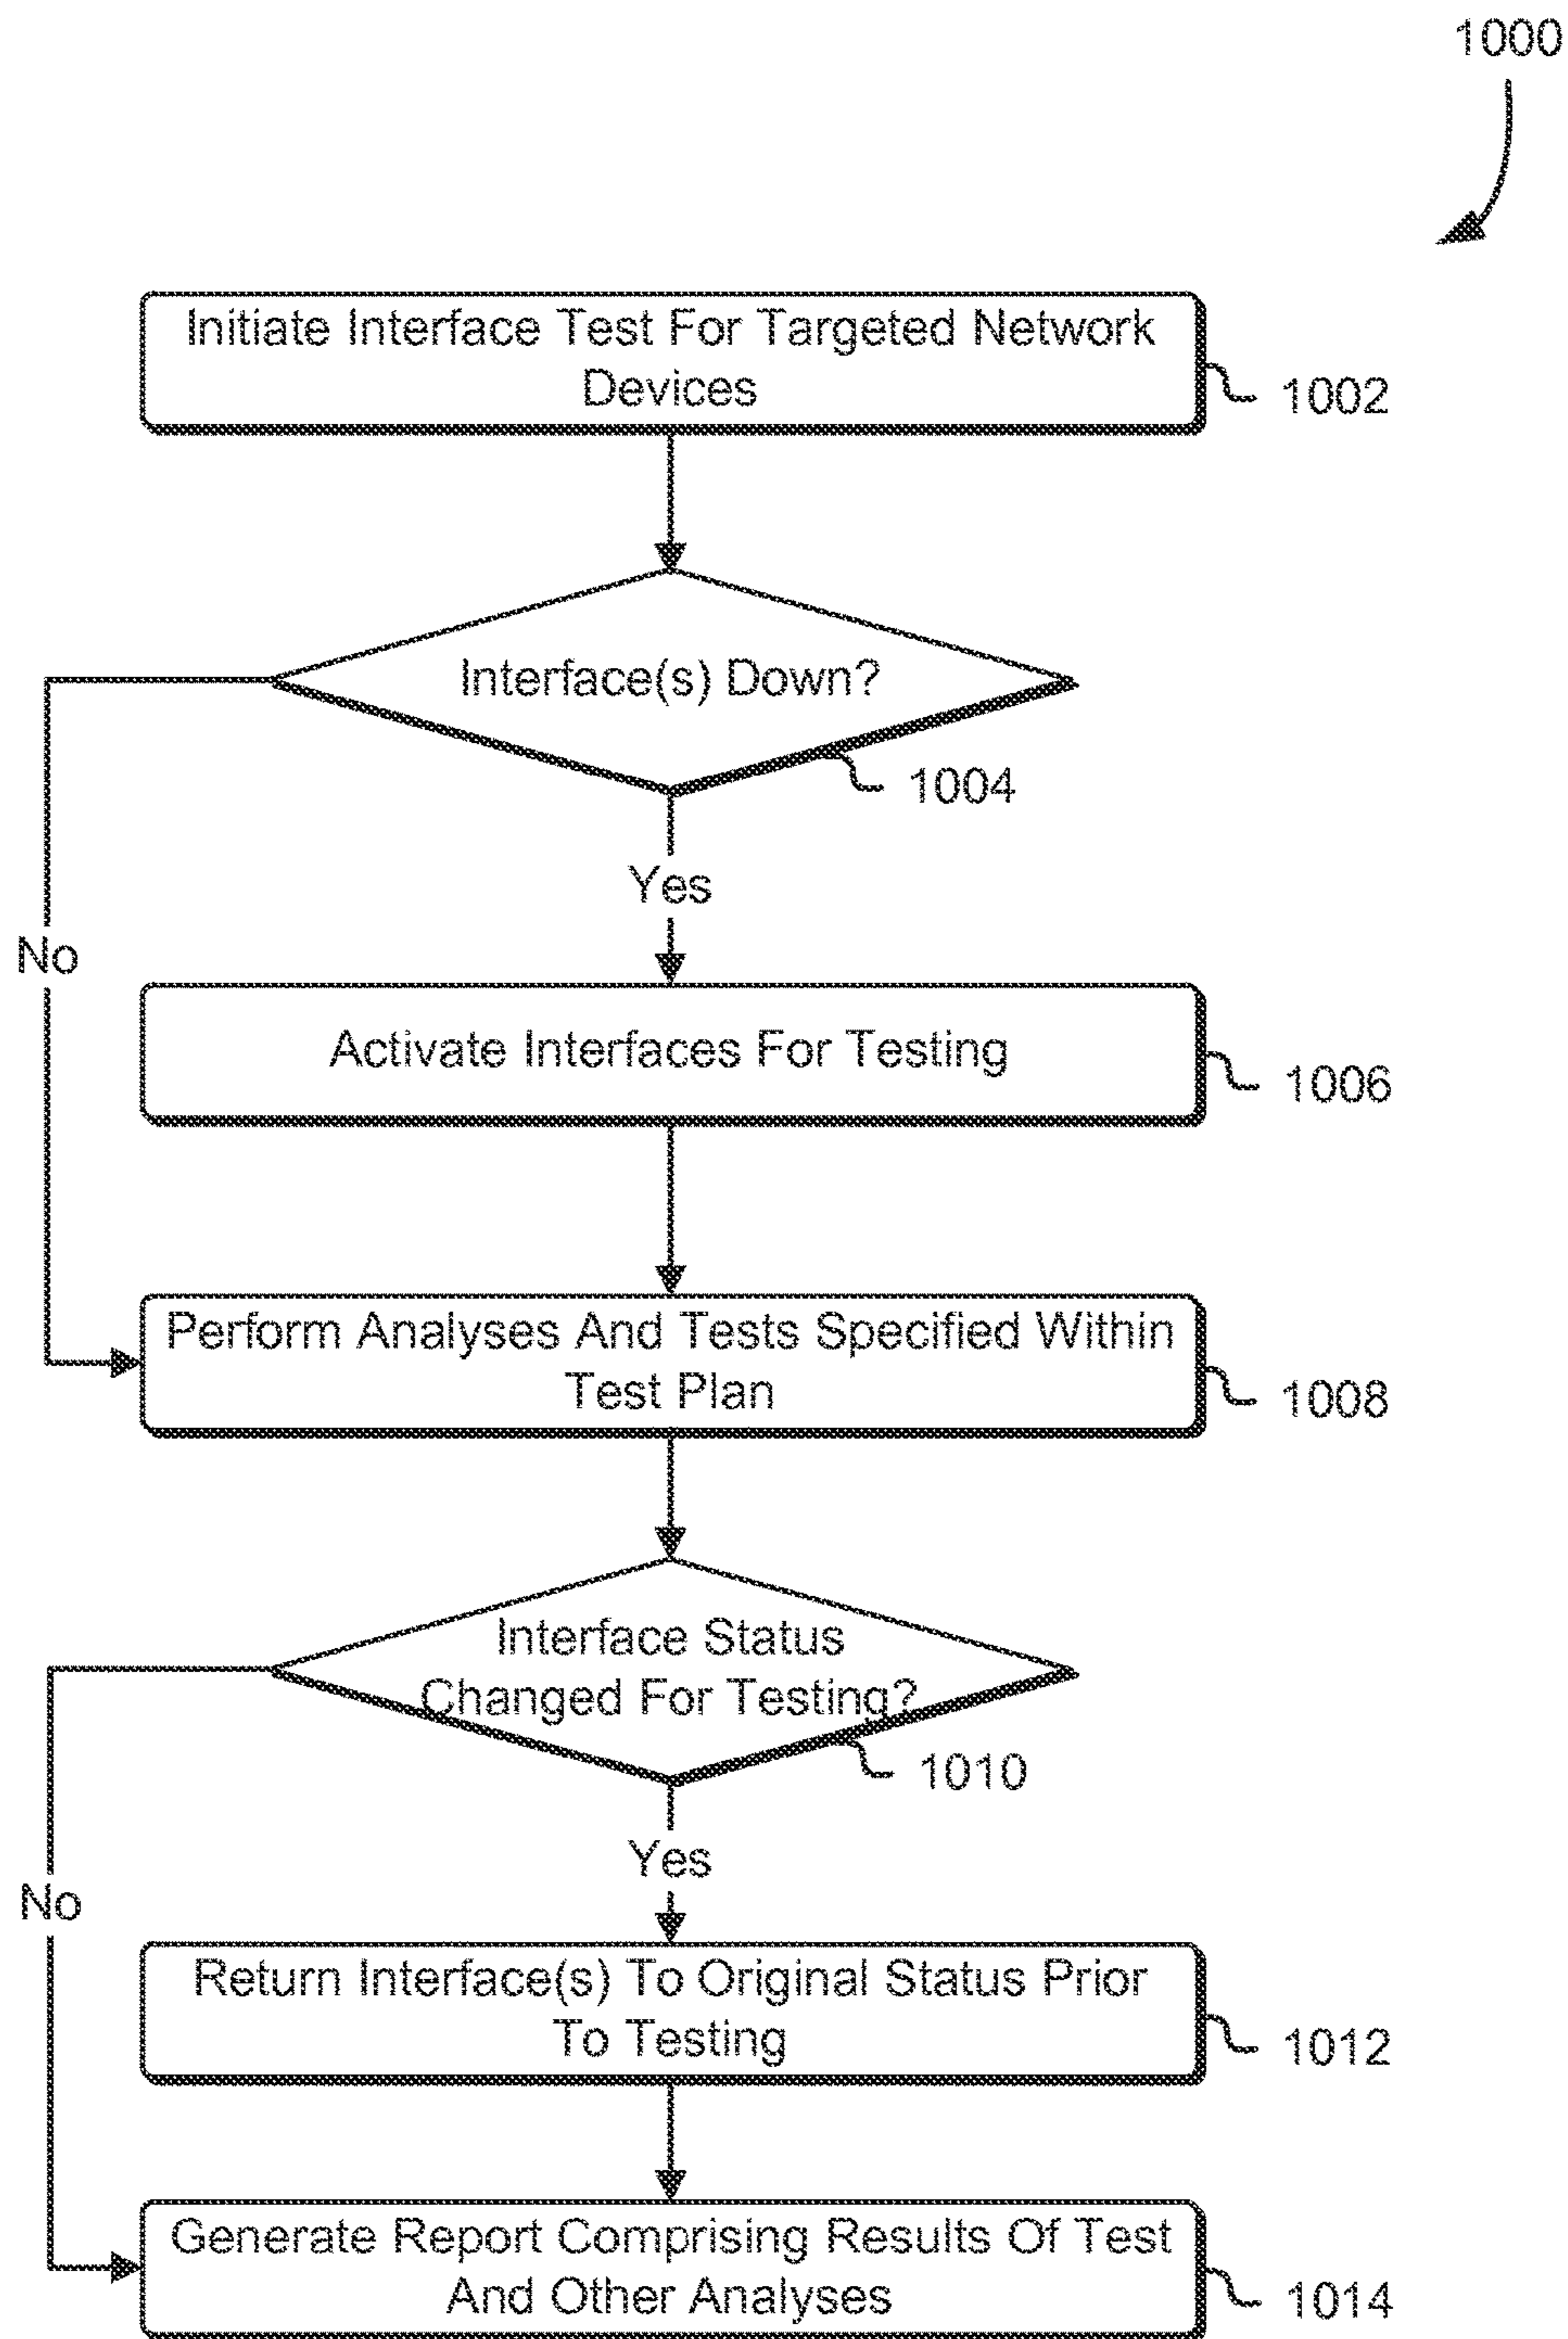 1000
Initiate Interface Test For Targeted Network
Devices
1002
Interface(s) Down?
1004
Yes
No
Activate Interfaces For Testing
1006
Perform Analyses And Tests Specified Within
Test Plan
1008
Interface Status
Changed For Testing?
1010
Yes
No
Return Interface(s) To Original Status Prior
To Testing
1012
Generate Report Comprising Results Of Test
And Other Analyses
1014